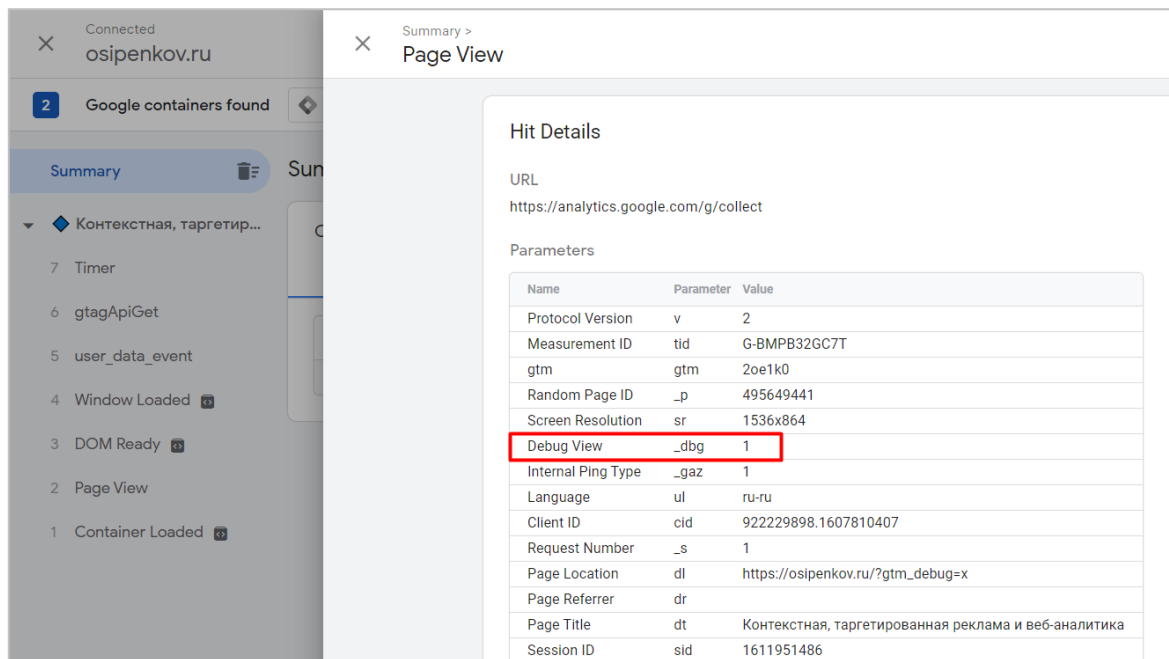 Connected
osipenkov.ru
2 Google containers found
Summary
Контекстная, таргетир...
7 Timer
6 gtagApiGet
5 user_data_event
4 Window Loaded
3 DOM Ready
2 Page View
1 Container Loaded
Sum
Summary >
Page View
Hit Details
URL
https://analytics.google.com/g/collect
Parameters
Name Parameter Value
Protocol Version v 2
Measurement ID tid G-BMPB32GC7T
gtm gtm 2oe1k0
Random Page ID _p 495649441
Screen Resolution sr 1536x864
Debug View _dbg 1
Internal Ping Type _gaz 1
Language ul ru-ru
Client ID cid 922229898.1607810407
Request Number _s 1
Page Location dl https://osipenkov.ru/?gtm_debug=x
Page Referrer dr
Page Title dt Контекстная, таргетированная реклама и веб-аналитика
Session ID sid 1611951486